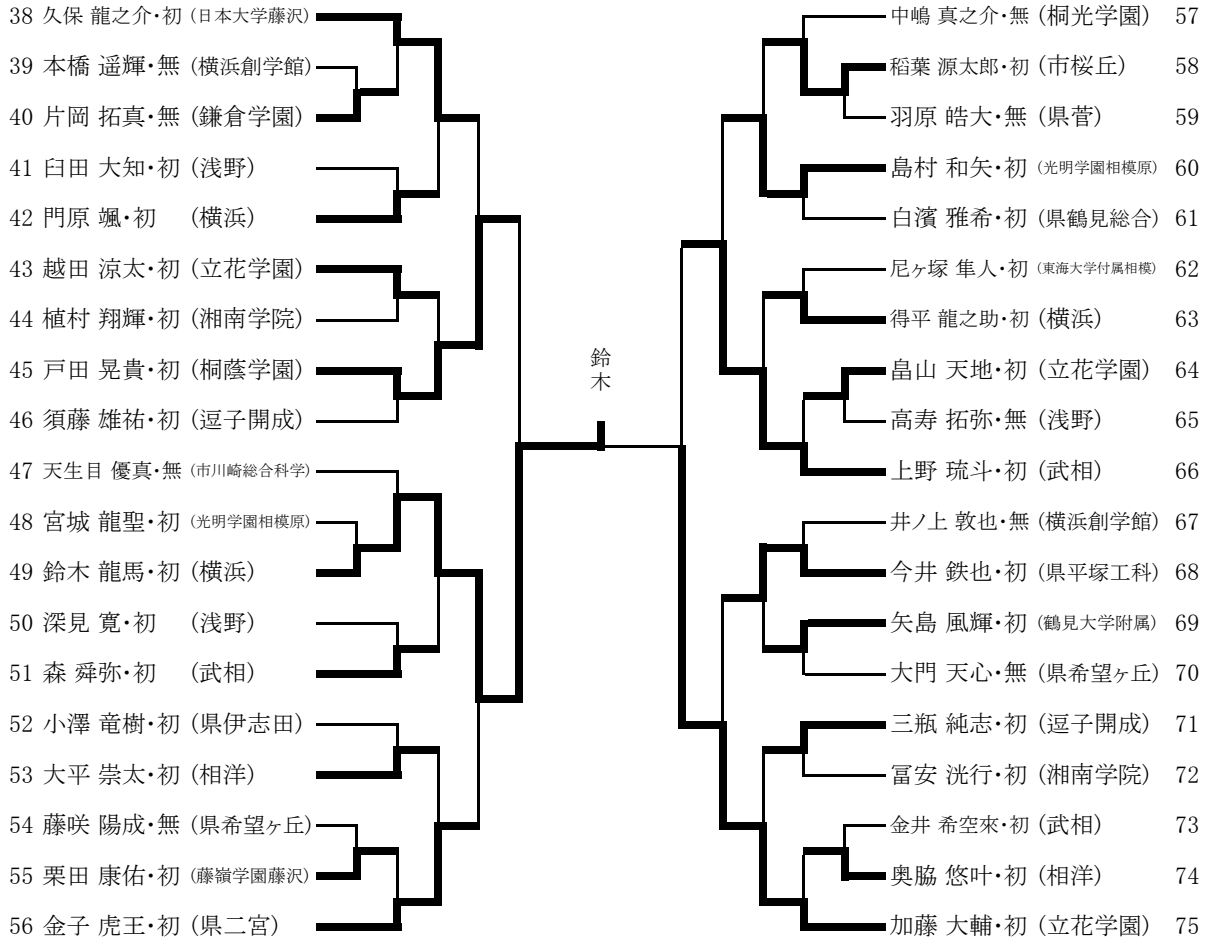 38 久保 龍之介・初 (日本大学藤沢)
39 本橋 遥輝・無 (横浜創学館)
40 片岡 拓真・無 (鎌倉学園)
41 臼田 大知・初 (浅野)
42 門原 颯・初 (横浜)
43 越田 涼太・初 (立花学園)
44 植村 翔輝・初 (湘南学院)
45 戸田 晃貴・初 (桐蔭学園)
46 須藤 雄祐・初 (逗子開成)
47 天生目 優真・無 (市川崎総合科学)
48 宮城 龍聖・初 (光明学園相模原)
49 鈴木 龍馬・初 (横浜)
50 深見 寛・初 (浅野)
51 森 舜弥・初 (武相)
52 小澤 竜樹・初 (県伊志田)
53 大平 崇太・初 (相洋)
54 藤咲 陽成・無 (県希望ヶ丘)
55 栗田 康佑・初 (藤嶺学園藤沢)
56 金子 虎王・初 (県二宮)
鈴木
中嶋 真之介・無 (桐光学園) 57
稲葉 源太郎・初 (市桜丘) 58
羽原 皓大・無 (県菅) 59
島村 和矢・初 (光明学園相模原) 60
白濱 雅希・初 (県鶴見総合) 61
尼ヶ塚 隼人・初 (東海大学付属相模) 62
得平 龍之助・初 (横浜) 63
畠山 天地・初 (立花学園) 64
高寿 拓弥・無 (浅野) 65
上野 琉斗・初 (武相) 66
井ノ上 敦也・無 (横浜創学館) 67
今井 鉄也・初 (県平塚工科) 68
矢島 風輝・初 (鶴見大学附属) 69
大門 天心・無 (県希望ヶ丘) 70
三瓶 純志・初 (逗子開成) 71
冨安 洸行・初 (湘南学院) 72
金井 希空來・初 (武相) 73
奥脇 悠叶・初 (相洋) 74
加藤 大輔・初 (立花学園) 75